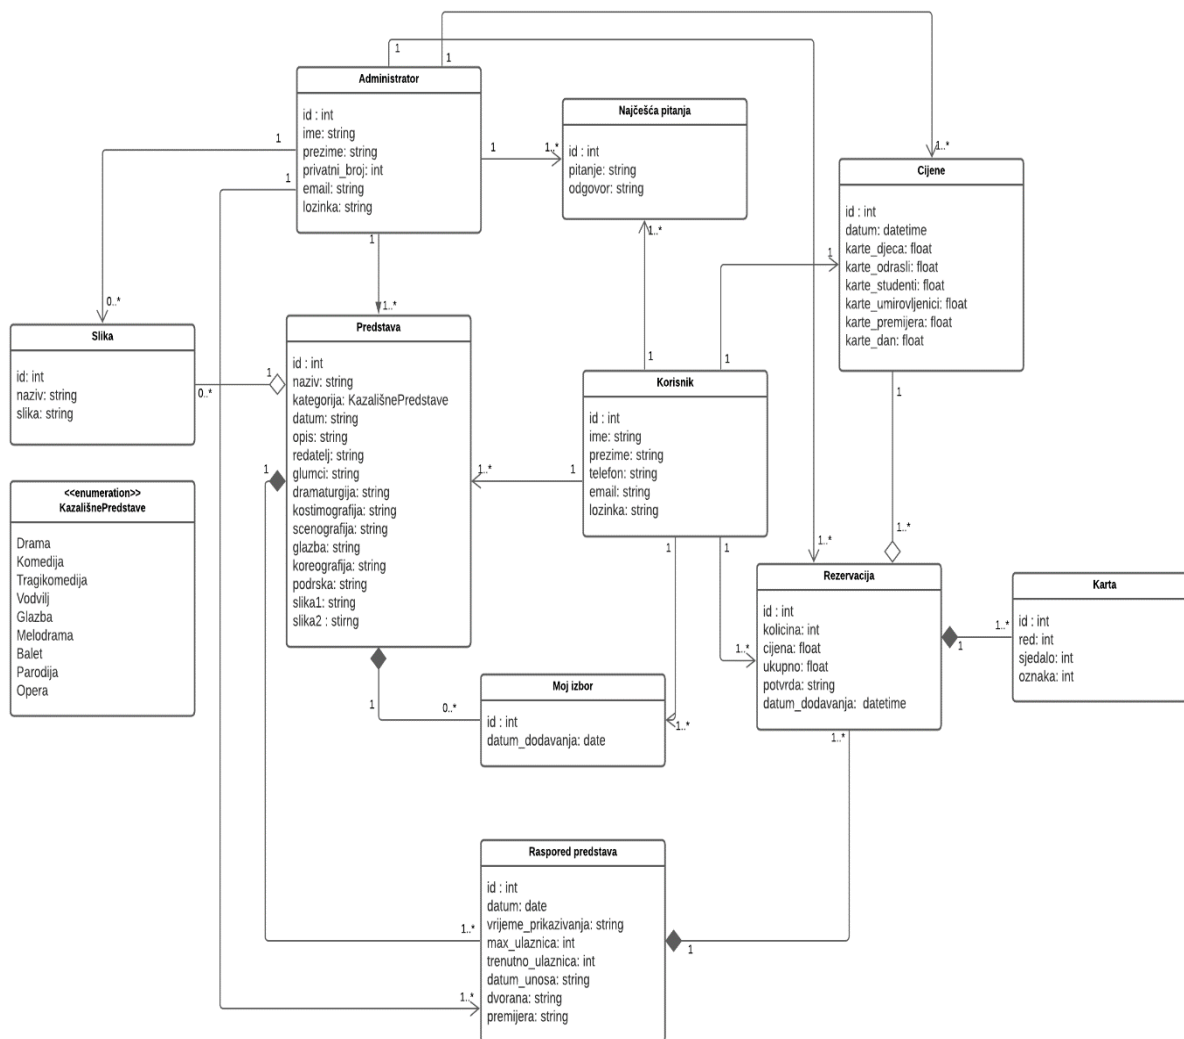 1
1
Administrator
id : int
ime: string
prezime: string
privatni_broj: int
email: string
lozinka: string
1
1
1
1
1..*
Najčešća pitanja
id : int
pitanje: string
odgovor: string
1..*
1..*
Cijene
id : int
datum: datetime
karte_djeca: float
karte_odrasli: float
karte_studenti: float
karte_umirovljenici: float
karte_premijera: float
karte_dan: float
1
1
0..*
Slika
id: int
naziv: string
slika: string
0..*
1
1..*
Predstava
id : int
naziv: string
kategorija: KazališnePredstave
datum: string
opis: string
redatelj: string
glumci: string
dramaturgija: string
kostimografija: string
scenografija: string
glazba: string
koreografija: string
podrska: string
slika1: string
slika2 : stirng
1
1..*
1
1
1
Korisnik
id : int
ime: string
prezime: string
telefon: string
email: string
lozinka: string
1
1
<<enumeration>>
KazališnePredstave
Drama
Komedija
Tragikomedija
Vodvilj
Glazba
Melodrama
Balet
Parodija
Opera
1..*
1..*
1..*
Rezervacija
id : int
kolicina: int
cijena: float
ukupno: float
potvrda: string
datum_dodavanja: datetime
1
1..*
Karta
id : int
red: int
sjedalo: int
oznaka: int
1
0..*
Moj izbor
id : int
datum_dodavanja: date
1..*
1..*
Raspored predstava
id : int
datum: date
vrijeme_prikazivanja: string
max_ulaznica: int
trenutno_ulaznica: int
datum_unosa: string
dvorana: string
premijera: string
1..*
1..*
1